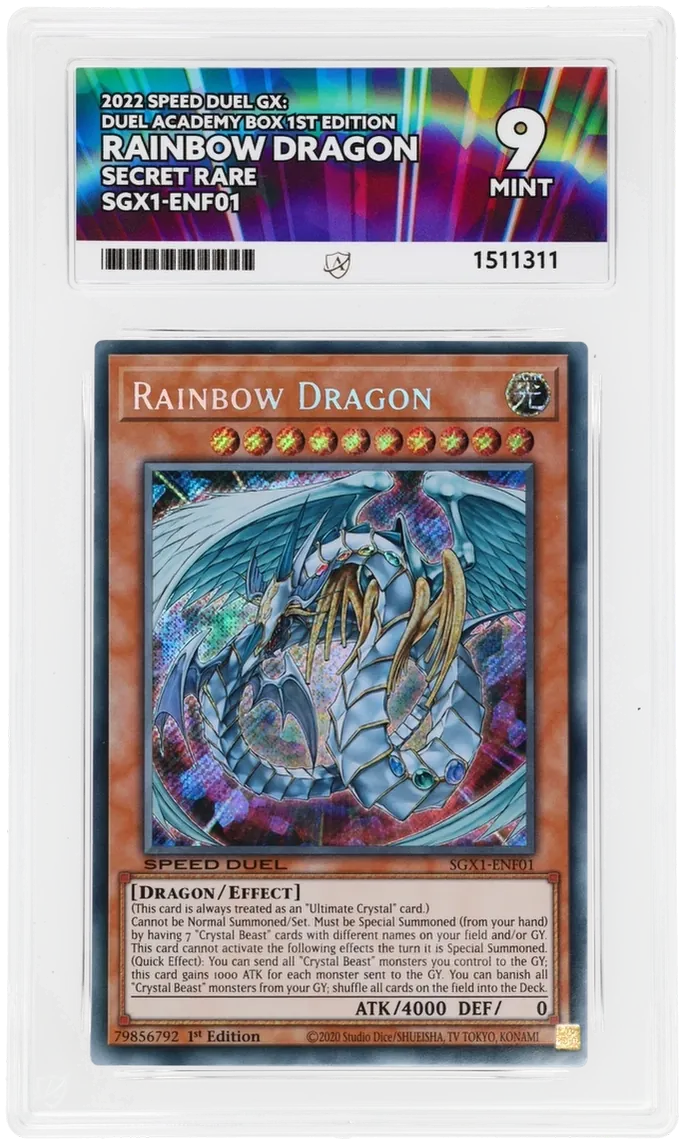 2022 SPEED DUEL GX:
DUEL ACADEMY BOX 1ST EDITION
RAINBOW DRAGON
SECRET RARE
SGX1-ENF01
9
MINT
A
1511311
RAINBOW DRAGON
光
SPEED DUEL
SGX1-ENF01
[DRAGON/EFFECT]
(This card is always treated as an "Ultimate Crystal" card.)
Cannot be Normal Summoned/Set. Must be Special Summoned (from your hand)
by having 7 "Crystal Beast" cards with different names on your field and/or GY.
This card cannot activate the following effects the turn it is Special Summoned.
(Quick Effect): You can send all "Crystal Beast" monsters you control to the GY;
this card gains 1000 ATK for each monster sent to the GY. You can banish all
"Crystal Beast" monsters from your GY; shuffle all cards on the field into the Deck.
ATK/4000 DEF/ 0
79856792 1st Edition
©2020 Studio Dice/SHUEISHA, TV TOKYO, KONAMI